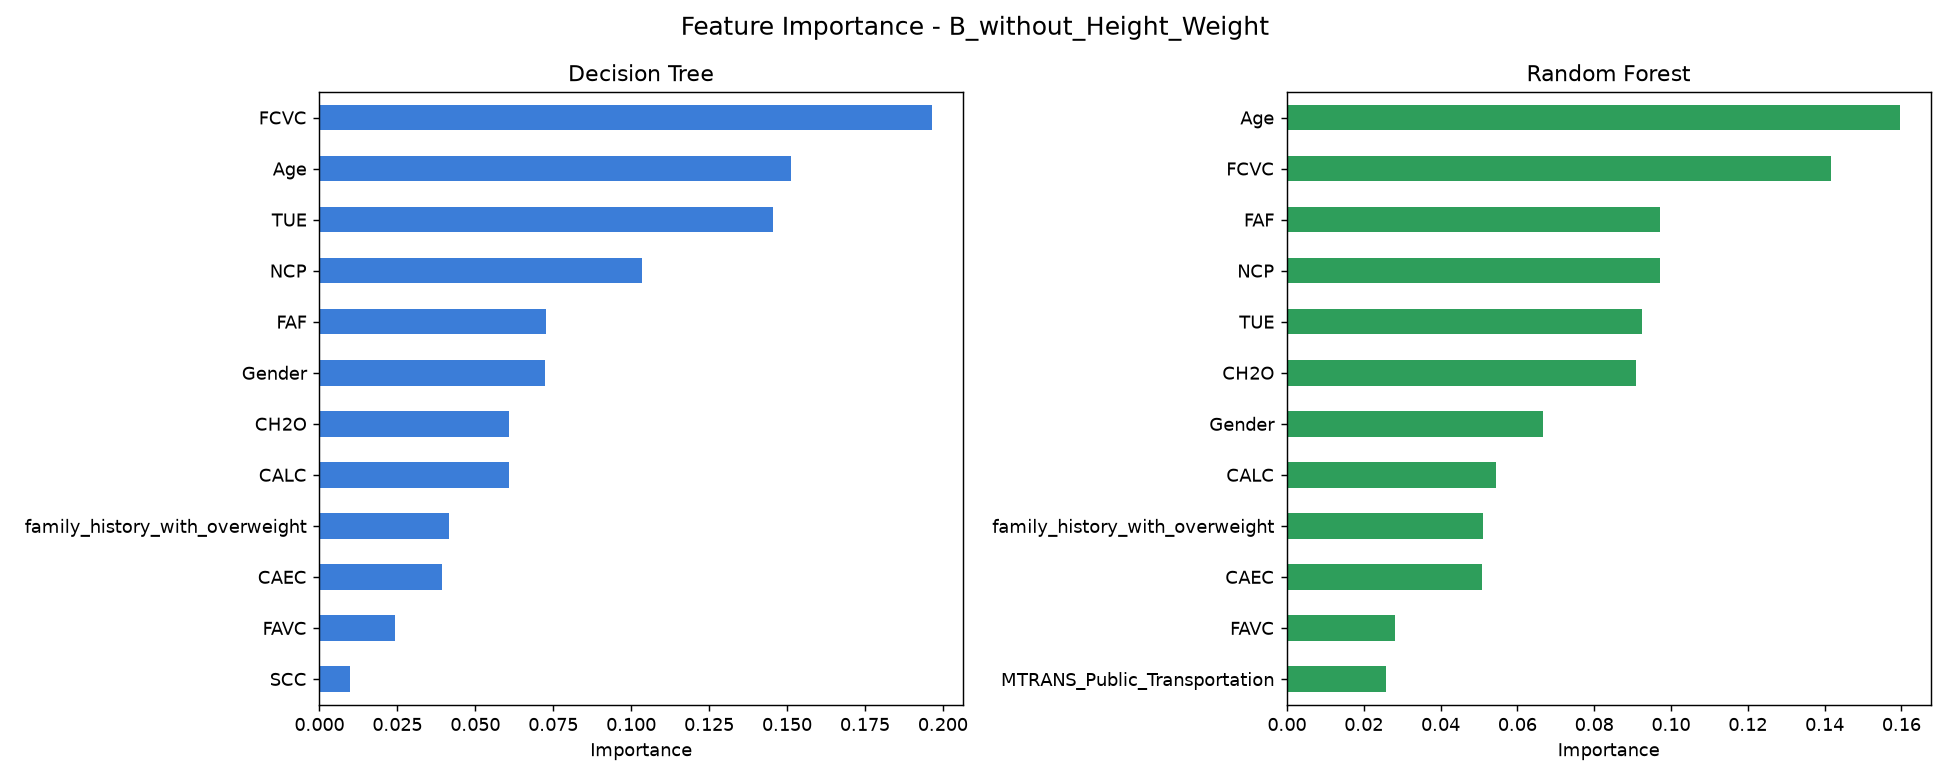 Feature Importance - B_without_Height_Weight
Decision Tree
FCVC
Age
TUE
NCP
FAF
Gender
CH2O
CALC
family_history_with_overweight
CAEC
FAVC
SCC
0.000 0.025 0.050 0.075 0.100 0.125 0.150 0.175 0.200
Importance
Random Forest
Age
FCVC
FAF
NCP
TUE
CH2O
Gender
CALC
family_history_with_overweight
CAEC
FAVC
MTRANS_Public_Transportation
0.00 0.02 0.04 0.06 0.08 0.10 0.12 0.14 0.16
Importance